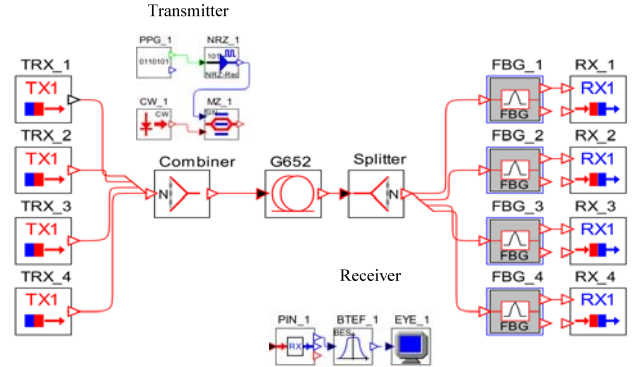 Transmitter
PPG_1 NRZ_1
0110101 101 NRZ-Rec
TRX_1 FBG_1 RX_1
TX1 CW_1 MZ_1 RX1
CW SIN FBG
TRX_2 FBG_2 RX_2
TX1 Combiner G652 Splitter RX1
N N FBG
TRX_3 FBG_3 RX_3
TX1 RX1
FBG
TRX_4 Receiver FBG_4 RX_4
TX1 RX1
FBG
PIN_1 BTEF_1 EYE_1
RX BES